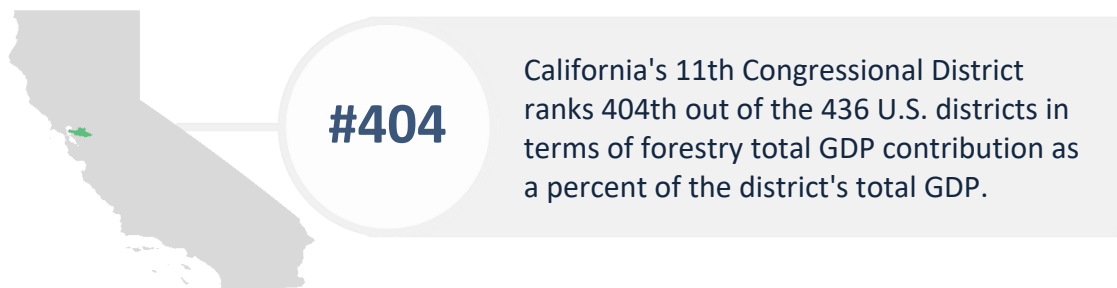 #404
California's 11th Congressional District
ranks 404th out of the 436 U.S. districts in
terms of forestry total GDP contribution as
a percent of the district's total GDP.